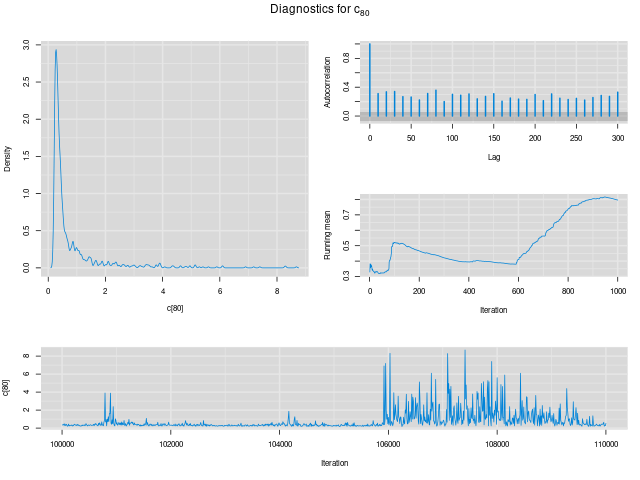 Diagnostics for c80
Density
0.0 0.5 1.0 1.5 2.0 2.5 3.0
0 2 4 6 8
c[80]
Autocorrelation
0.0 0.4 0.8
0 50 100 150 200 250 300
Lag
Running mean
0.3 0.5 0.7
0 200 400 600 800 1000
Iteration
c[80]
0 2 4 6 8
100000 102000 104000 106000 108000 110000
Iteration